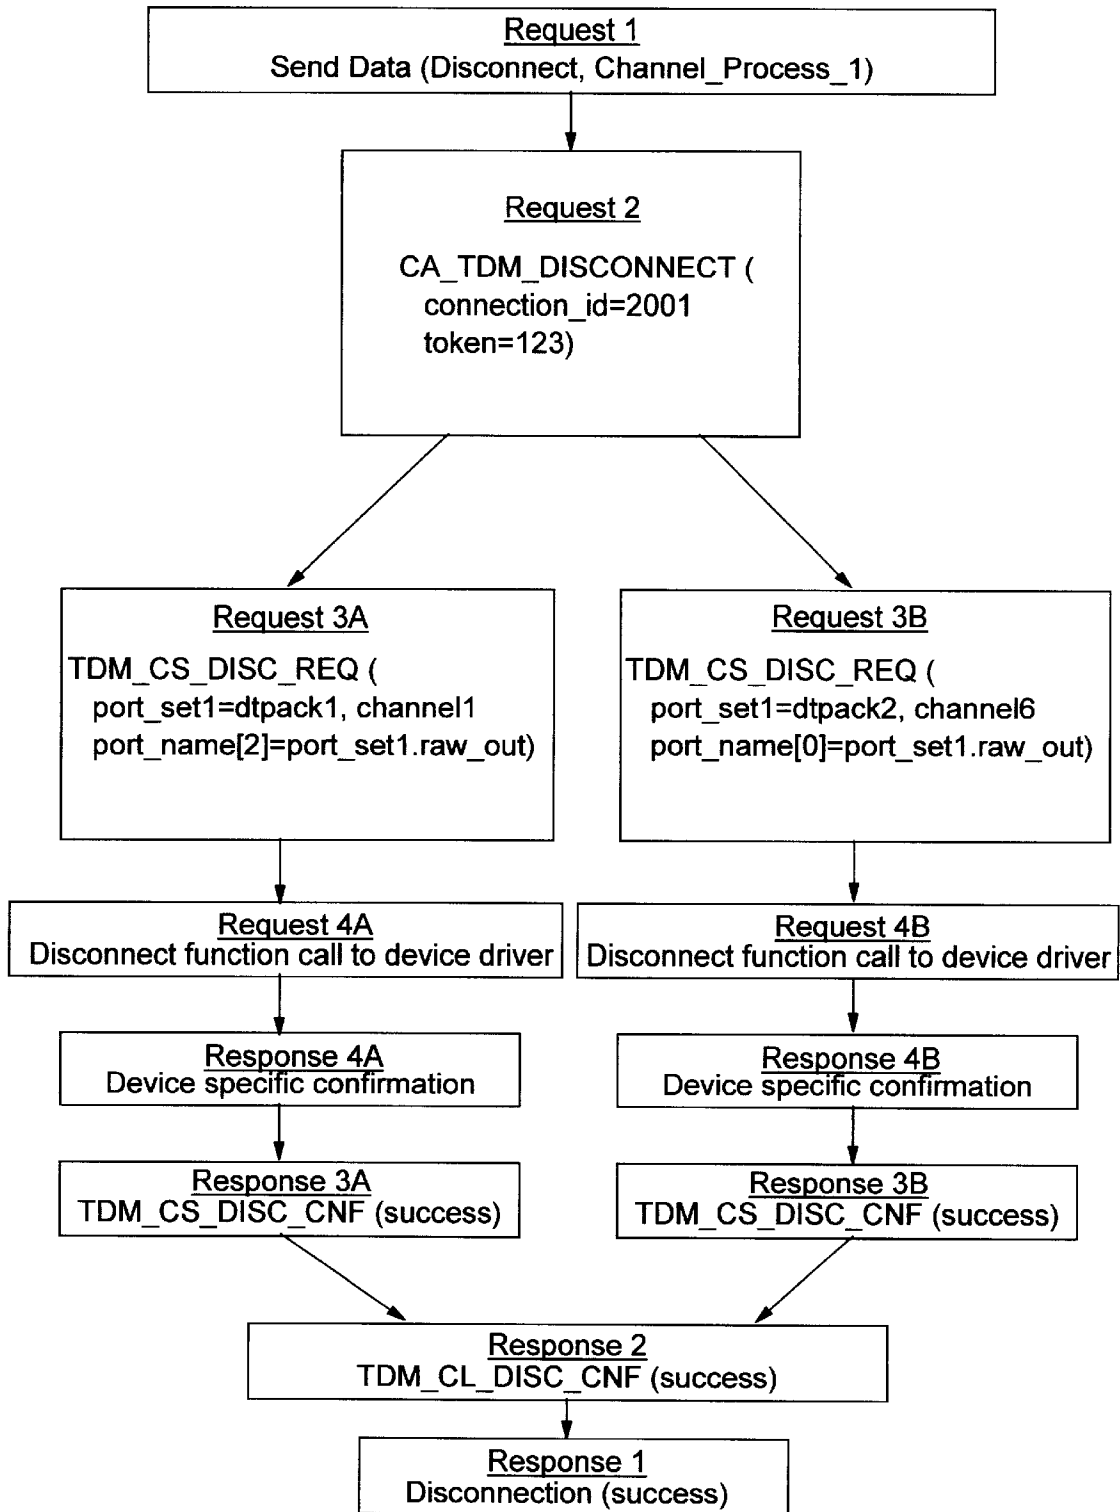 Request 1
Send Data (Disconnect, Channel_Process_1)
Request 2
CA_TDM_DISCONNECT (
connection_id=2001
token=123)
Request 3A
TDM_CS_DISC_REQ (
port_set1=dtpack1, channel1
port_name[2]=port_set1.raw_out)
Request 3B
TDM_CS_DISC_REQ (
port_set1=dtpack2, channel6
port_name[0]=port_set1.raw_out)
Request 4A
Disconnect function call to device driver
Request 4B
Disconnect function call to device driver
Response 4A
Device specific confirmation
Response 4B
Device specific confirmation
Response 3A
TDM_CS_DISC_CNF (success)
Response 3B
TDM_CS_DISC_CNF (success)
Response 2
TDM_CL_DISC_CNF (success)
Response 1
Disconnection (success)